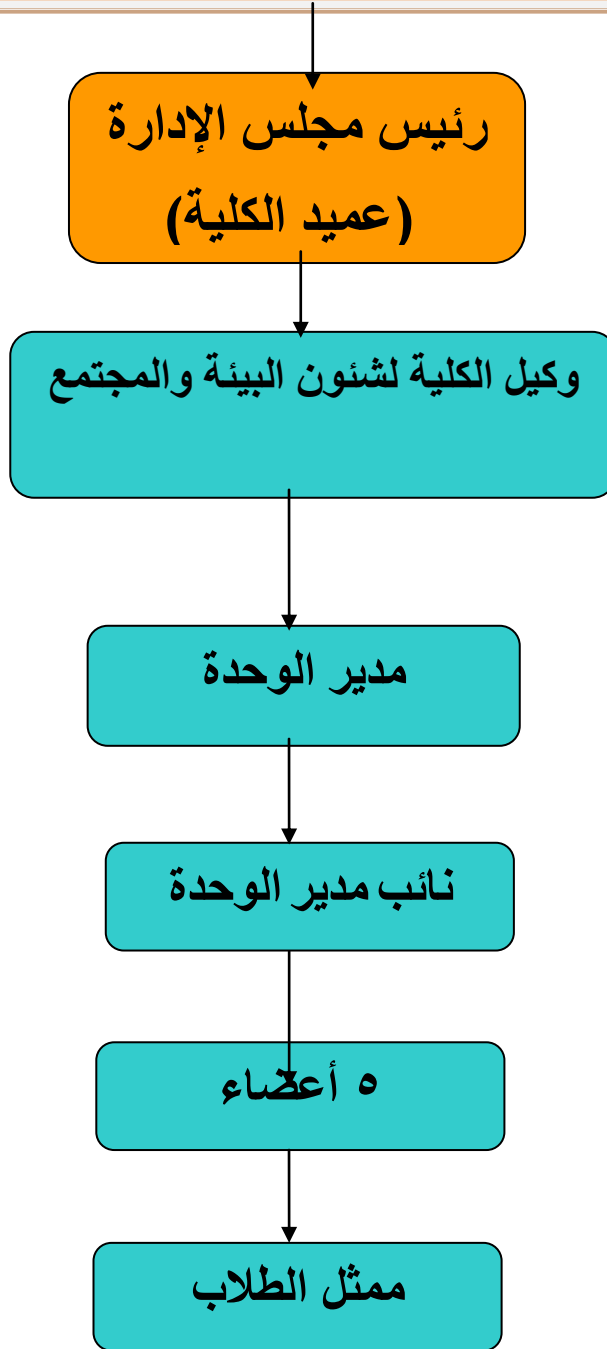 رئيس مجلس الإدارة
(عميد الكلية)
وكيل الكلية لشئون البيئة والمجتمع
مدير الوحدة
نائب مدير الوحدة
٥ أعضاء
ممثل الطلاب